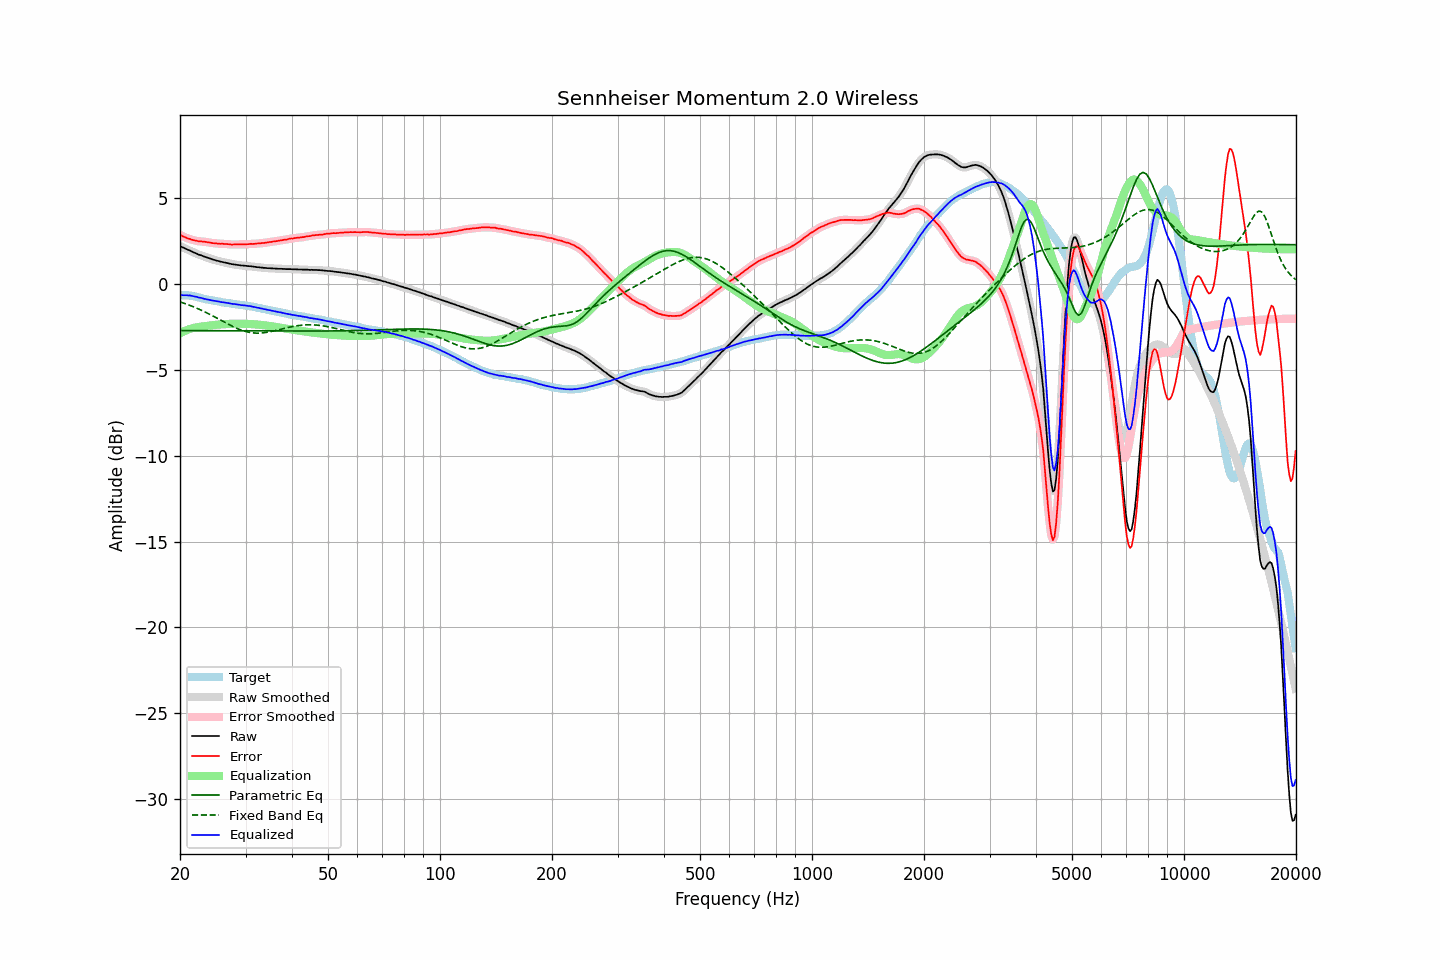 Sennheiser Momentum 2.0 Wireless
Amplitude (dBr)
5
0
−5
−10
−15
−20
−25
−30
Target
Raw Smoothed
Error Smoothed
Raw
Error
Equalization
Parametric Eq
Fixed Band Eq
Equalized
20 50 100 200 500 1000 2000 5000 10000 20000
Frequency (Hz)